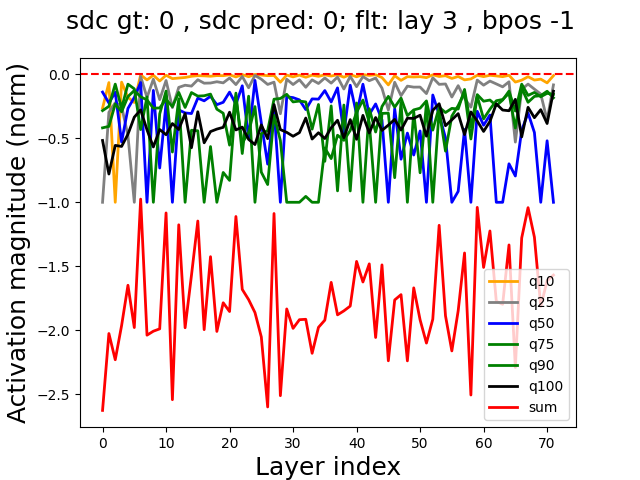 sdc gt: 0 , sdc pred: 0; flt: lay 3 , bpos -1
Activation magnitude (norm)
0.0
−0.5
−1.0
−1.5
−2.0
−2.5
0 10 20 30 40 50 60 70
Layer index
q10
q25
q50
q75
q90
q100
sum